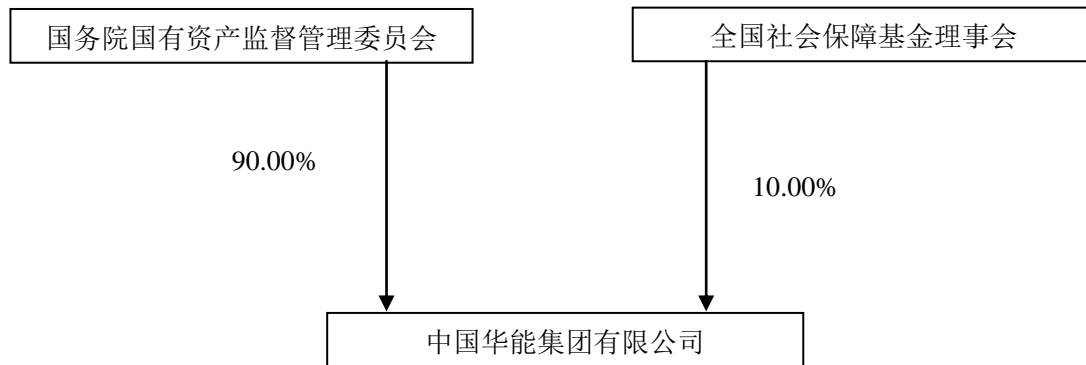 国务院国有资产监督管理委员会
全国社会保障基金理事会
90.00%
10.00%
中国华能集团有限公司